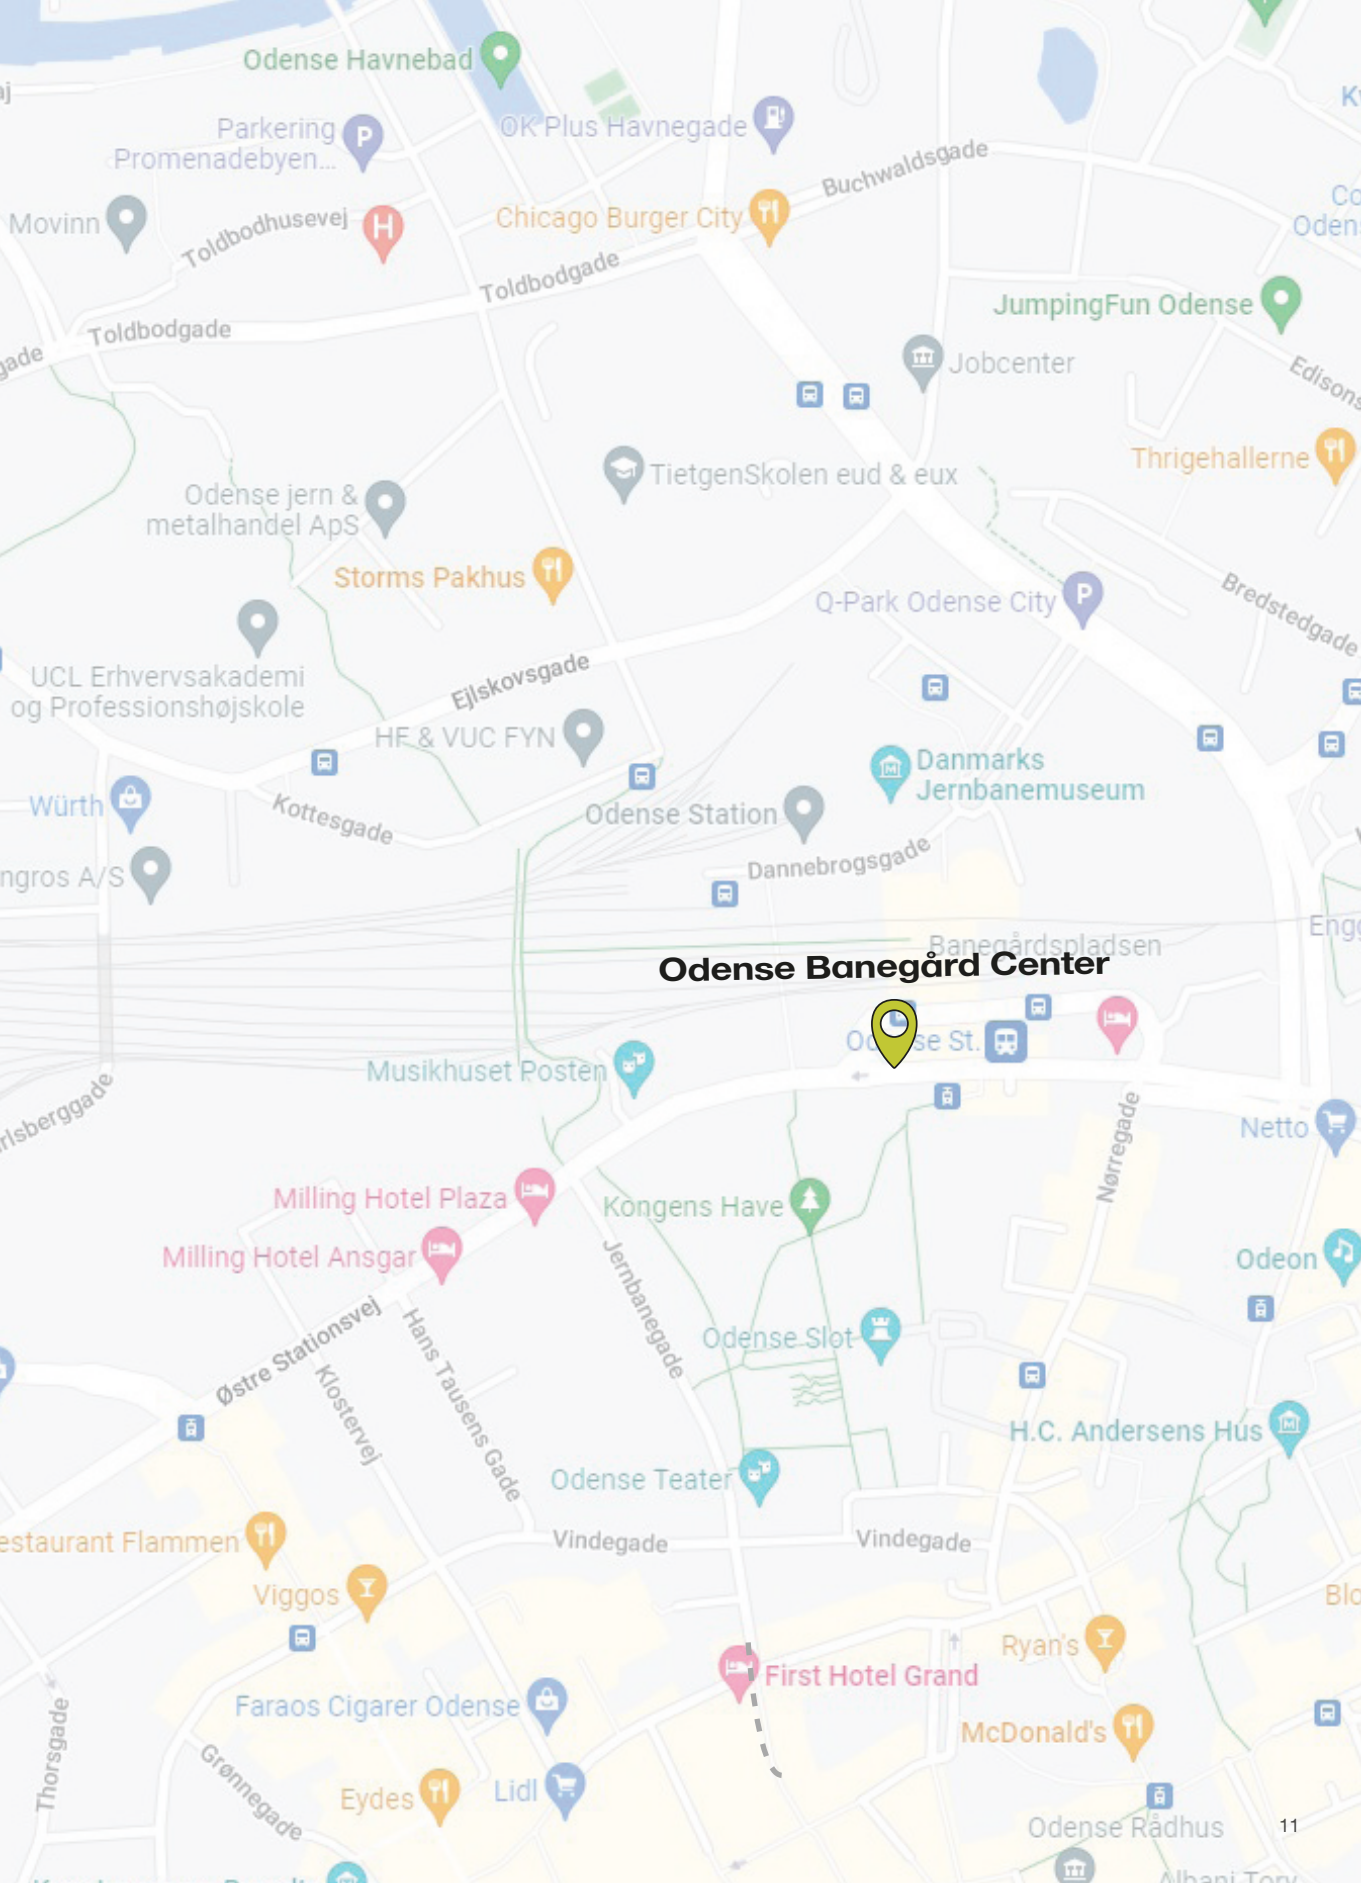 Odense Havnebad
Parkering
Promenadebyen...
OK Plus Havnegade
Buchwaldsgade
Movinn
Toldbodhusevej
H
Chicago Burger City
Toldbodgade
JumpingFun Odense
Toldbodgade
gade
Jobcenter
Thrigehallerne
TietgenSkolen eud & eux
Odense jern &
metalhandel ApS
Storms Pakhus
Q-Park Odense City
P
Bredstedgade
UCL Erhvervsakademi
og Professionshøjskole
Ejlskovsgade
HF & VUC FYN
Danmarks
Jernbanemuseum
Würth
Kottesgade
Odense Station
Dannebrogsgade
ngros A/S
Banegårdspladsen
Odense Banegård Center
Musikhuset Posten
Nørregade
Netto
Milling Hotel Plaza
Kongens Have
Milling Hotel Ansgar
Jernbanegade
Odeon
Odense Slot
Østre Stationsvej
Hans Tausens Gade
Klostervej
H.C. Andersens Hus
Odense Teater
estaurant Flammen
Vindegade
Vindegade
Viggos
Ryan's
First Hotel Grand
Faraos Cigarer Odense
McDonald's
Thorsgade
Grønnegade
Eydes
Lidl
Odense Rådhus
11